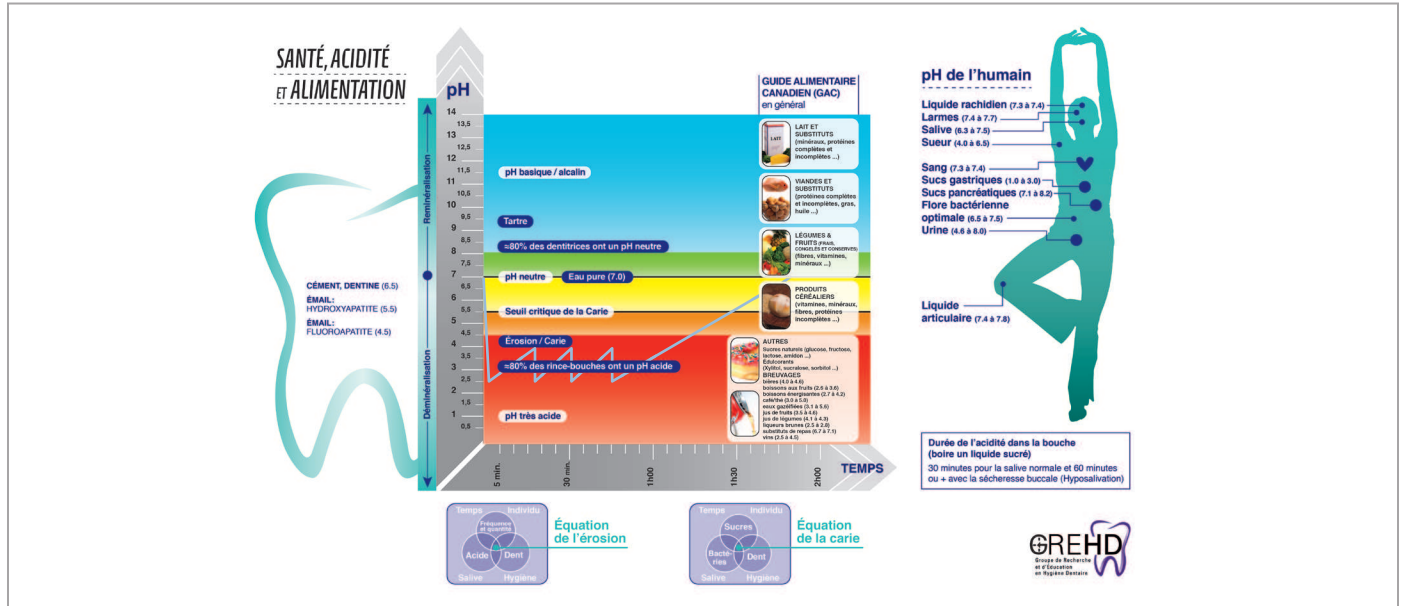 SANTÉ, ACIDITÉ
ET ALIMENTATION
Reminéralisation
Déminéralisation
CÉMENT, DENTINE (6.5)
ÉMAIL:
HYDROXYAPATITE (5.5)
ÉMAIL:
FLUOROAPATITE (4.5)
pH
14
13,5
13
12,5
12
11,5
11
10,5
10
9,5
9
8,5
8
7,5
7
6,5
6
5,5
5
4,5
4
3,5
3
2,5
2
1,5
1
0,5
pH basique / alcalin
Tartre
≈80% des dentitrices ont un pH neutre
pH neutre
Eau pure (7.0)
Seuil critique de la Carie
Érosion / Carie
≈80% des rince-bouches ont un pH acide
pH très acide
5 min.
30 min.
1h00
1h30
2h00
TEMPS
GUIDE ALIMENTAIRE
CANADIEN (GAC)
en général
LAIT
LAIT ET
SUBSTITUTS
(minéraux, protéines
complètes et
incomplètes ...)
VIANDES ET
SUBSTITUTS
(protéines complètes
et incomplètes, gras,
huile ...)
LÉGUMES &
FRUITS (FRAIS,
CONGELÉS ET CONSERVES)
(fibres, vitamines,
minéraux ...)
PRODUITS
CÉRÉALIERS
(vitamines, minéraux,
fibres, protéines
incomplètes ...)
AUTRES
Sucres naturels (glucose, fructose,
lactose, amidon ...)
Édulcorants
(Xylitol, sucralose, sorbitol ...)
BREUVAGES
bières (4.0 à 4.6)
boissons aux fruits (2.6 à 3.6)
boissons énergisantes (2.7 à 4.2)
café/thé (3.0 à 5.0)
eaux gazéifiées (3.1 à 5.6)
jus de fruits (3.5 à 4.6)
jus de légumes (4.1 à 4.3)
liqueurs brunes (2.5 à 2.8)
substituts de repas (6.7 à 7.1)
vins (2.5 à 4.5)
pH de l'humain
Liquide rachidien (7.3 à 7.4)
Larmes (7.4 à 7.7)
Salive (6.3 à 7.5)
Sueur (4.0 à 6.5)
Sang (7.3 à 7.4)
Sucs gastriques (1.0 à 3.0)
Sucs pancréatiques (7.1 à 8.2)
Flore bactérienne
optimale (6.5 à 7.5)
Urine (4.6 à 8.0)
Liquide
articulaire (7.4 à 7.8)
Durée de l'acidité dans la bouche
(boire un liquide sucré)
30 minutes pour la salive normale et 60 minutes
ou + avec la sécheresse buccale (Hyposalivation)
Temps Individu
Fréquence
et quantité
Acide Dent
Salive Hygiène
Équation
de l'érosion
Temps Individu
Sucres
Bacté-
ries
Dent
Salive Hygiène
Équation
de la carie
GREHD
Groupe de Recherche
et d'Éducation
en Hygiène Dentaire